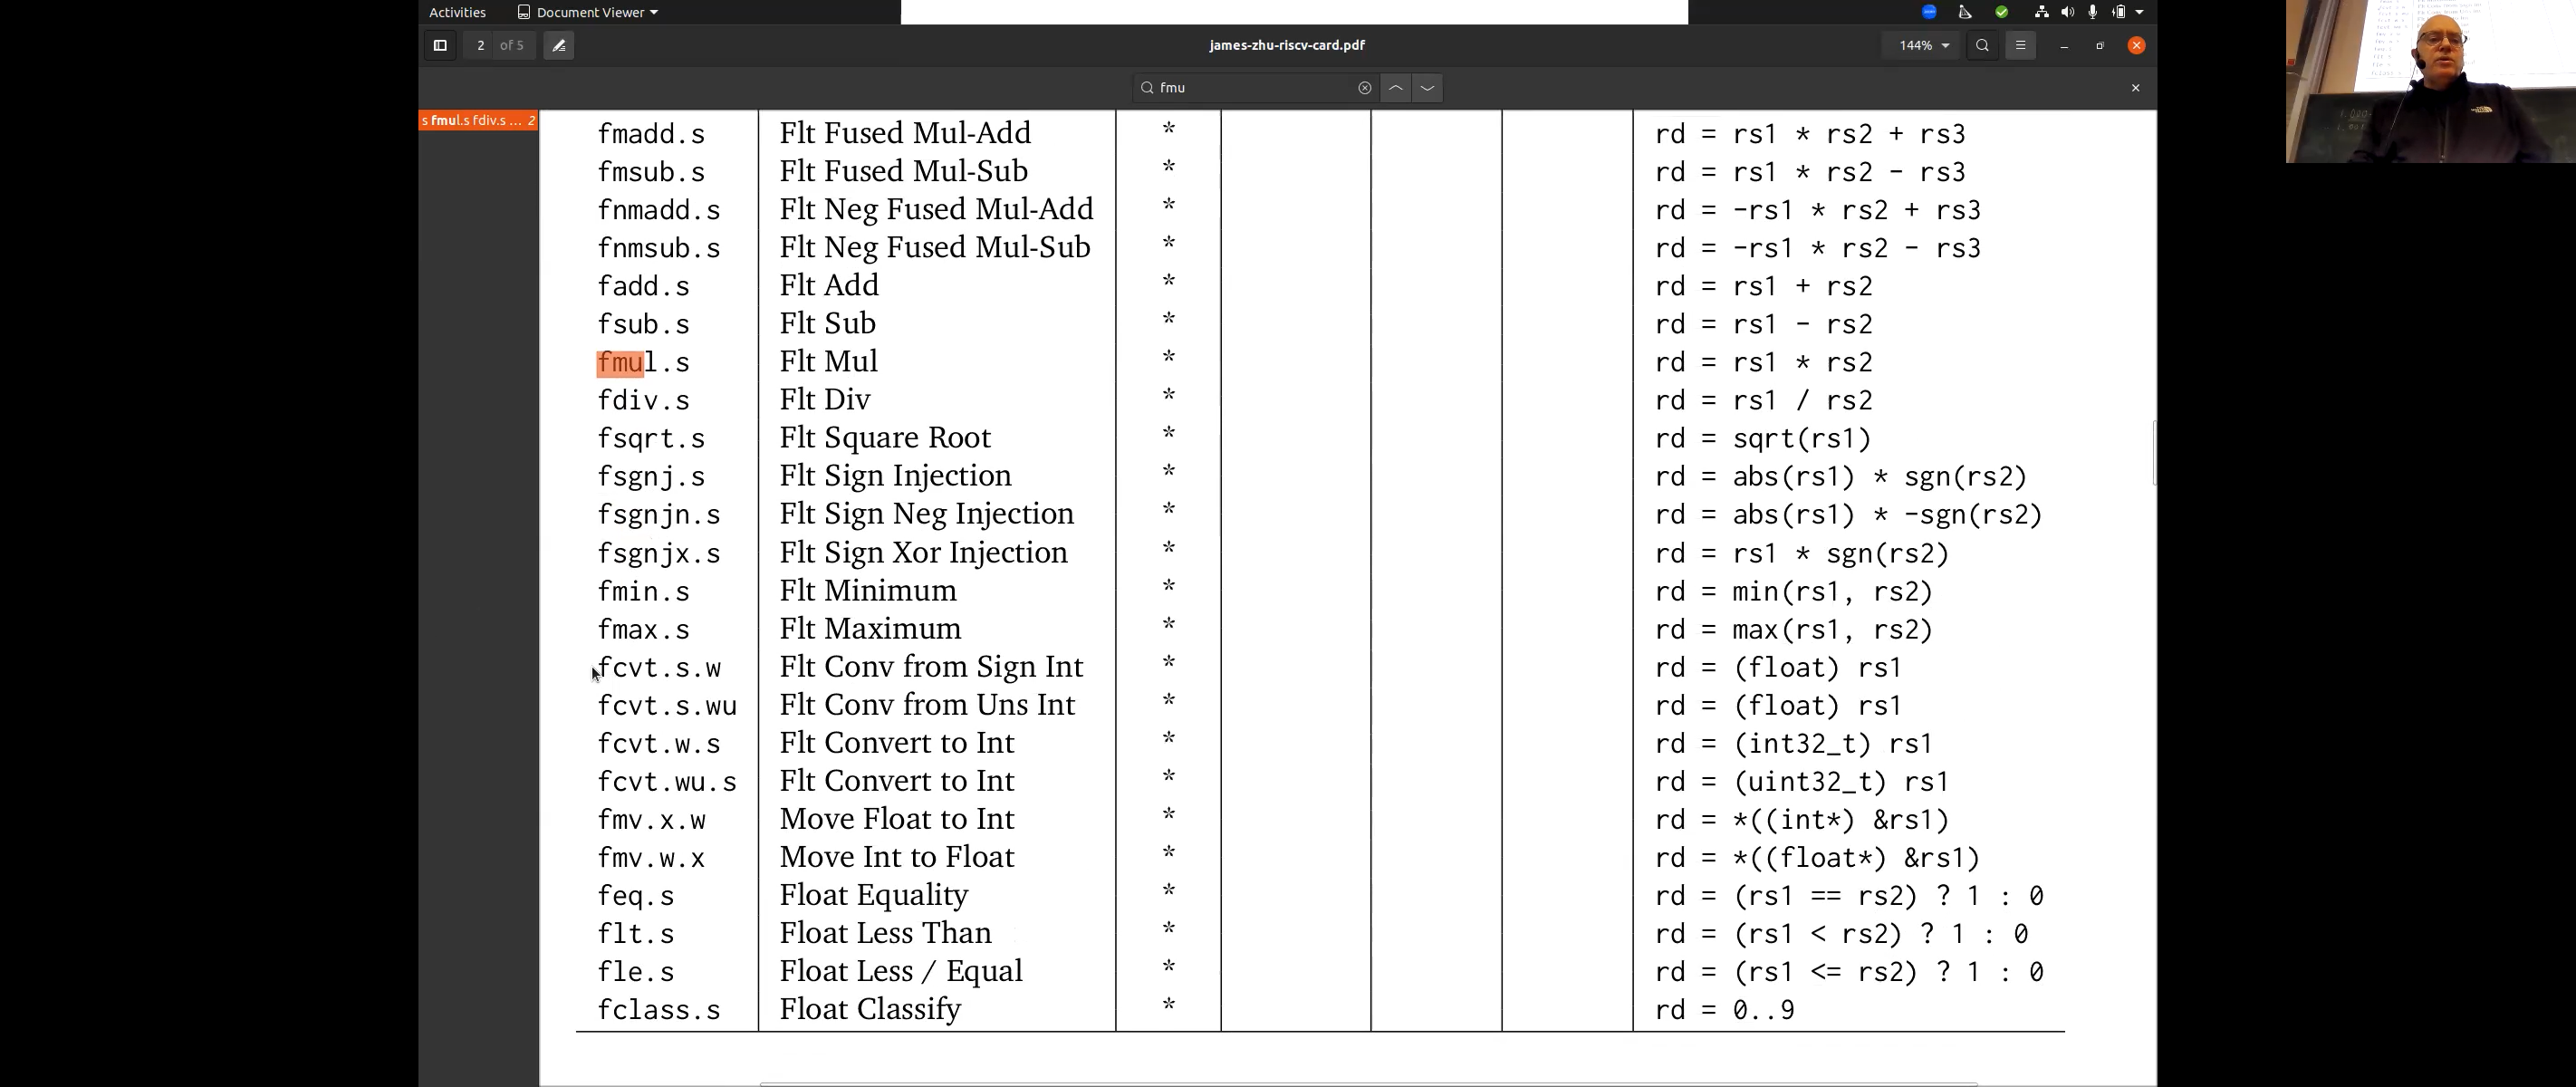 Activities Document Viewer
2 of 5 james-zhu-riscv-card.pdf 144%
fmu
s fmul.s fdiv.s ... 2
fmadd.s Flt Fused Mul-Add * rd = rs1 * rs2 + rs3
fmsub.s Flt Fused Mul-Sub * rd = rs1 * rs2 - rs3
fnmadd.s Flt Neg Fused Mul-Add * rd = -rs1 * rs2 + rs3
fnmsub.s Flt Neg Fused Mul-Sub * rd = -rs1 * rs2 - rs3
fadd.s Flt Add * rd = rs1 + rs2
fsub.s Flt Sub * rd = rs1 - rs2
fmul.s Flt Mul * rd = rs1 * rs2
fdiv.s Flt Div * rd = rs1 / rs2
fsqrt.s Flt Square Root * rd = sqrt(rs1)
fsgnj.s Flt Sign Injection * rd = abs(rs1) * sgn(rs2)
fsgnjn.s Flt Sign Neg Injection * rd = abs(rs1) * -sgn(rs2)
fsgnjx.s Flt Sign Xor Injection * rd = rs1 * sgn(rs2)
fmin.s Flt Minimum * rd = min(rs1, rs2)
fmax.s Flt Maximum * rd = max(rs1, rs2)
fcvt.s.w Flt Conv from Sign Int * rd = (float) rs1
fcvt.s.wu Flt Conv from Uns Int * rd = (float) rs1
fcvt.w.s Flt Convert to Int * rd = (int32_t) rs1
fcvt.wu.s Flt Convert to Int * rd = (uint32_t) rs1
fmv.x.w Move Float to Int * rd = *((int*) &rs1)
fmv.w.x Move Int to Float * rd = *((float*) &rs1)
feq.s Float Equality * rd = (rs1 == rs2) ? 1 : 0
flt.s Float Less Than * rd = (rs1 < rs2) ? 1 : 0
fle.s Float Less / Equal * rd = (rs1 <= rs2) ? 1 : 0
fclass.s Float Classify * rd = 0..9